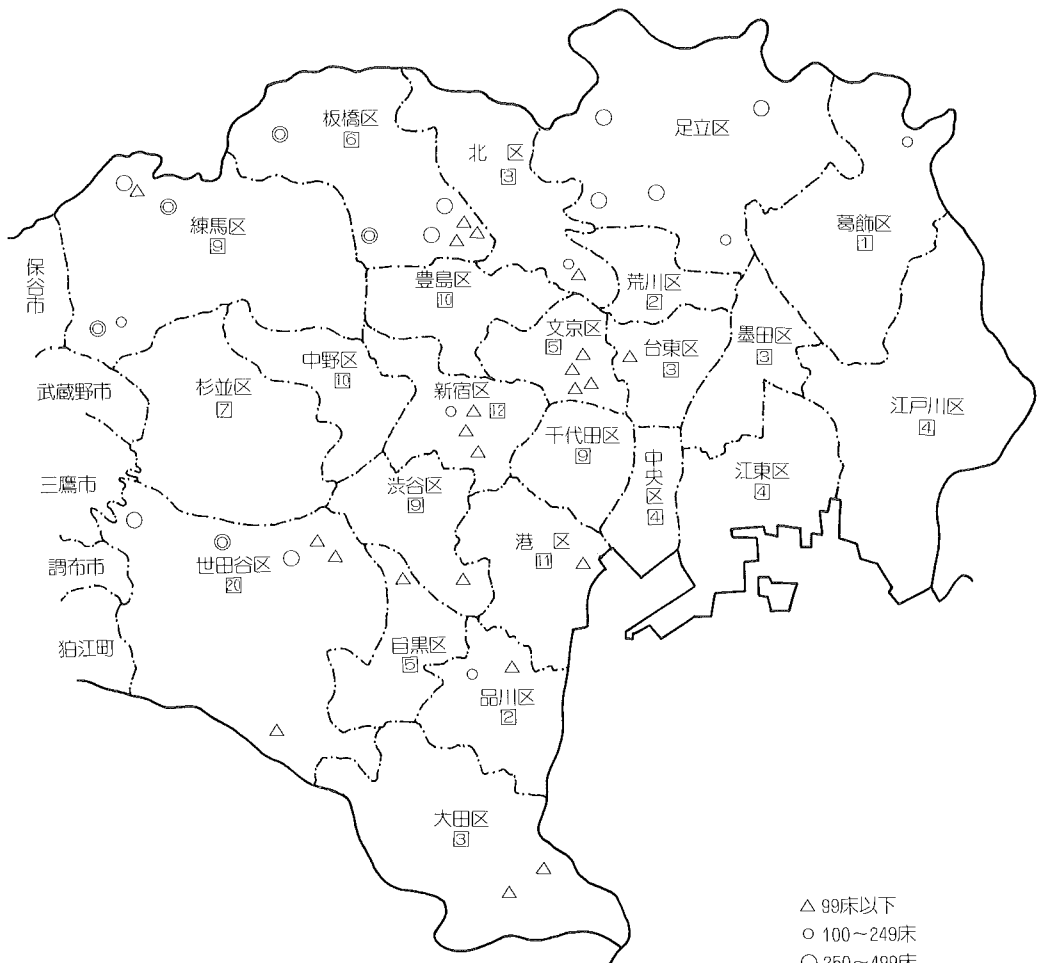 板橋区
6
北 区
3
足立区
練馬区
9
葛飾区
1
保谷市
豊島区
10
荒川区
2
文京区
5
台東区
3
墨田区
3
武蔵野市
杉並区
7
中野区
10
新宿区
12
千代田区
9
江戸川区
4
三鷹市
渋谷区
9
中央区
4
江東区
4
調布市
世田谷区
20
港 区
11
狛江町
目黒区
5
品川区
2
大田区
3
△ 99床以下
○ 100~249床
○ 250~499床